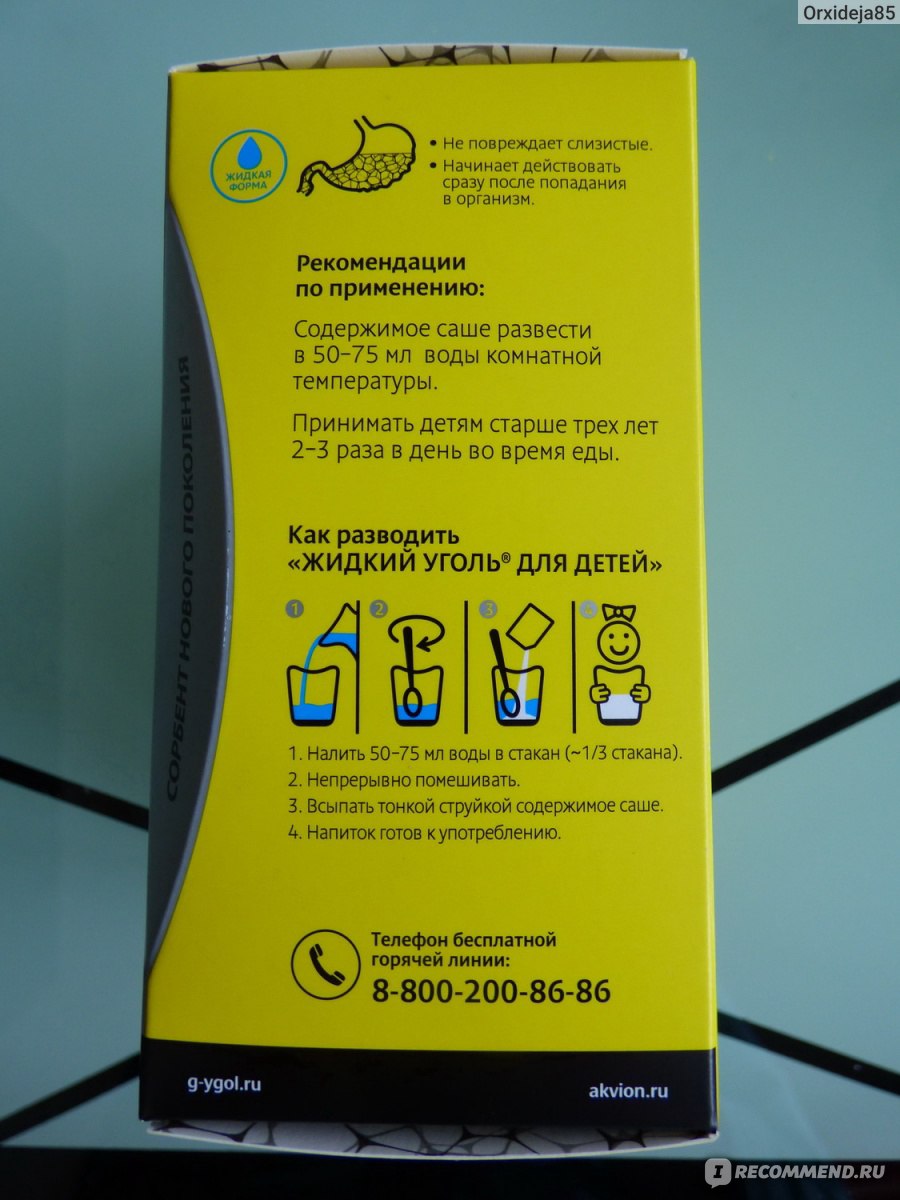 Orxideja85
ЖИДКАЯ
ФОРМА
• Не повреждает слизистые.
• Начинает действовать
сразу после попадания
в организм.
Рекомендации
по применению:
Содержимое саше развести
в 50-75 мл воды комнатной
температуры.
Принимать детям старше трех лет
2-3 раза в день во время еды.
СОРБЕНТ НОВОГО ПОКОЛЕНИЯ
Как разводить
«ЖИДКИЙ УГОЛЬ® ДЛЯ ДЕТЕЙ»
1 2 3 4
1. Налить 50-75 мл воды в стакан (~1/3 стакана).
2. Непрерывно помешивать.
3. Всыпать тонкой струйкой содержимое саше.
4. Напиток готов к употреблению.
Телефон бесплатной
горячей линии:
8-800-200-86-86
g-ygol.ru
akvion.ru
IRECOMMEND.RU